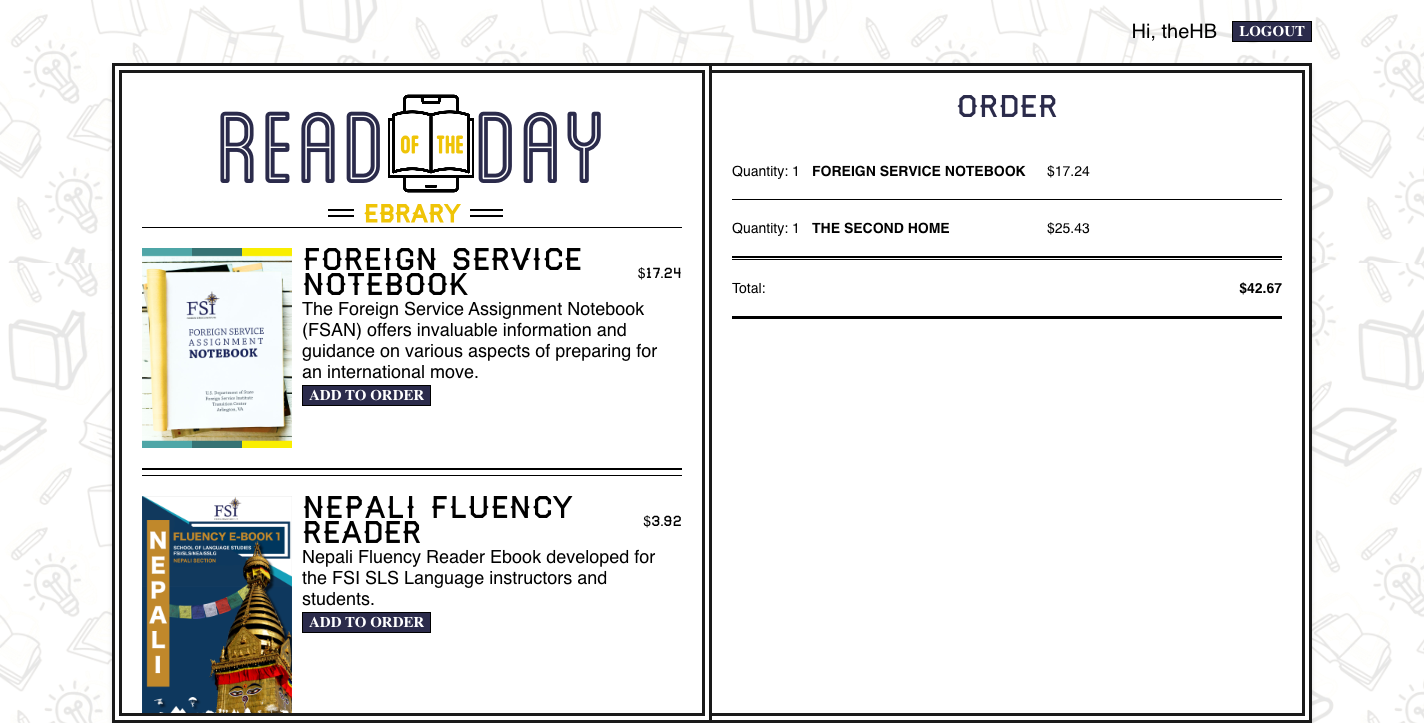 Hi, theHB LOGOUT
READ OF THE DAY
EBRARY
FOREIGN SERVICE
NOTEBOOK
$17.24
The Foreign Service Assignment Notebook
(FSAN) offers invaluable information and
guidance on various aspects of preparing for
an international move.
ADD TO ORDER
FSI
FOREIGN SERVICE
ASSIGNMENT
NOTEBOOK
U.S. Department of State
Foreign Service Institute
Transition Center
Arlington, VA
NEPALI FLUENCY
READER
$3.92
Nepali Fluency Reader Ebook developed for
the FSI SLS Language instructors and
students.
ADD TO ORDER
FSI
FLUENCY E-BOOK 1
SCHOOL OF LANGUAGE STUDIES
FSI/SLS/NEA/SSLG
NEPALI SECTION
NEPALI
ORDER
Quantity: 1 FOREIGN SERVICE NOTEBOOK $17.24
Quantity: 1 THE SECOND HOME $25.43
Total: $42.67